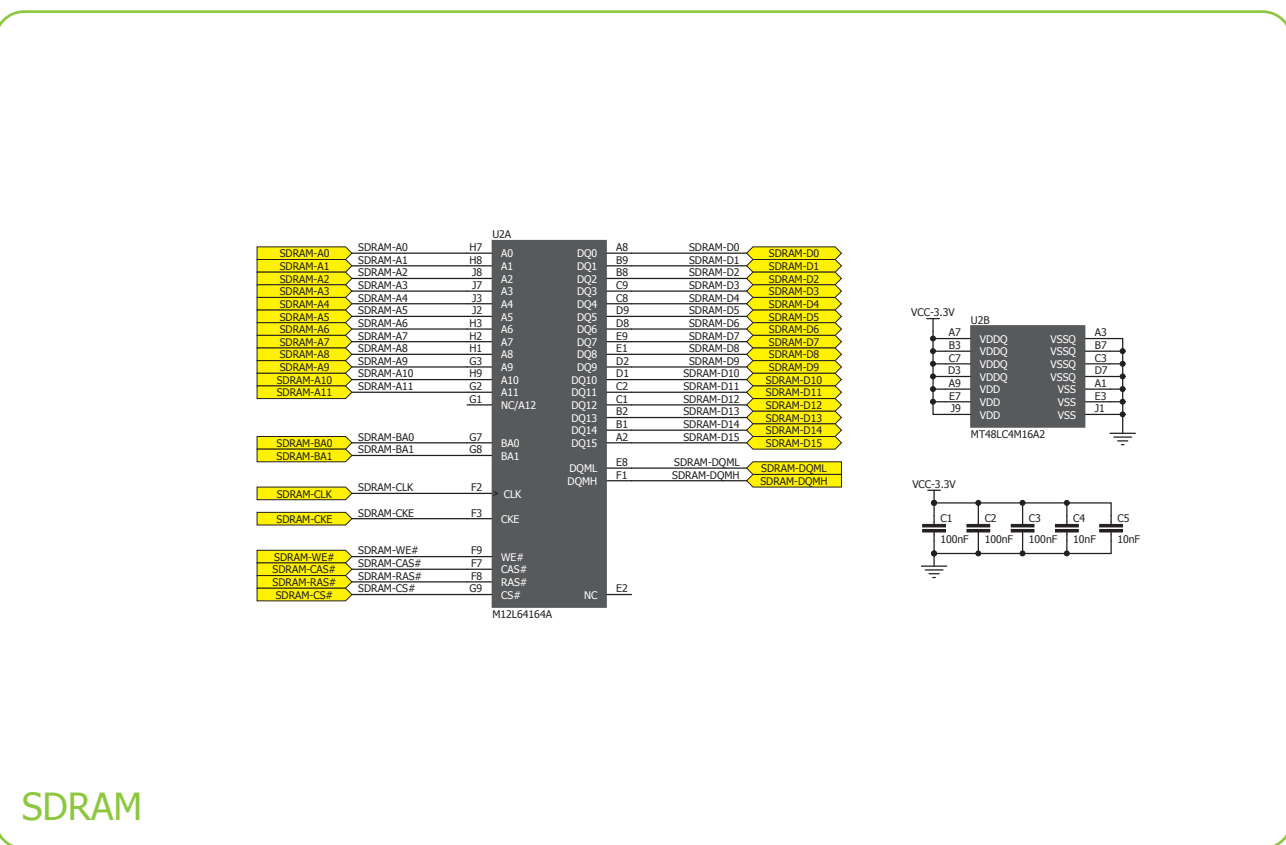 U2A
SDRAM-A0 SDRAM-A0 H7 A0 DQ0 A8 SDRAM-D0 SDRAM-D0
SDRAM-A1 SDRAM-A1 H8 A1 DQ1 B9 SDRAM-D1 SDRAM-D1
SDRAM-A2 SDRAM-A2 J8 A2 DQ2 B8 SDRAM-D2 SDRAM-D2
SDRAM-A3 SDRAM-A3 J7 A3 DQ3 C9 SDRAM-D3 SDRAM-D3
SDRAM-A4 SDRAM-A4 J3 A4 DQ4 C8 SDRAM-D4 SDRAM-D4
SDRAM-A5 SDRAM-A5 J2 A5 DQ5 D9 SDRAM-D5 SDRAM-D5
SDRAM-A6 SDRAM-A6 H3 A6 DQ6 D8 SDRAM-D6 SDRAM-D6
SDRAM-A7 SDRAM-A7 H2 A7 DQ7 E9 SDRAM-D7 SDRAM-D7
SDRAM-A8 SDRAM-A8 H1 A8 DQ8 E1 SDRAM-D8 SDRAM-D8
SDRAM-A9 SDRAM-A9 G3 A9 DQ9 D2 SDRAM-D9 SDRAM-D9
SDRAM-A10 SDRAM-A10 H9 A10 DQ10 D1 SDRAM-D10 SDRAM-D10
SDRAM-A11 SDRAM-A11 G2 A11 DQ11 C2 SDRAM-D11 SDRAM-D11
G1 NC/A12 DQ12 C1 SDRAM-D12 SDRAM-D12
DQ13 B2 SDRAM-D13 SDRAM-D13
DQ14 B1 SDRAM-D14 SDRAM-D14
SDRAM-BA0 SDRAM-BA0 G7 BA0 DQ15 A2 SDRAM-D15 SDRAM-D15
SDRAM-BA1 SDRAM-BA1 G8 BA1
DQML E8 SDRAM-DQML SDRAM-DQML
DQMH F1 SDRAM-DQMH SDRAM-DQMH
SDRAM-CLK SDRAM-CLK F2 > CLK
SDRAM-CKE SDRAM-CKE F3 CKE
SDRAM-WE# SDRAM-WE# F9 WE#
SDRAM-CAS# SDRAM-CAS# F7 CAS#
SDRAM-RAS# SDRAM-RAS# F8 RAS#
SDRAM-CS# SDRAM-CS# G9 CS# NC E2
M12L64164A
VCC-3.3V
U2B
A7 VDDQ VSSQ A3
B3 VDDQ VSSQ B7
C7 VDDQ VSSQ C3
D3 VDDQ VSSQ D7
A9 VDD VSS A1
E7 VDD VSS E3
J9 VDD VSS J1
MT48LC4M16A2
VCC-3.3V
C1 C2 C3 C4 C5
100nF 100nF 100nF 10nF 10nF
SDRAM